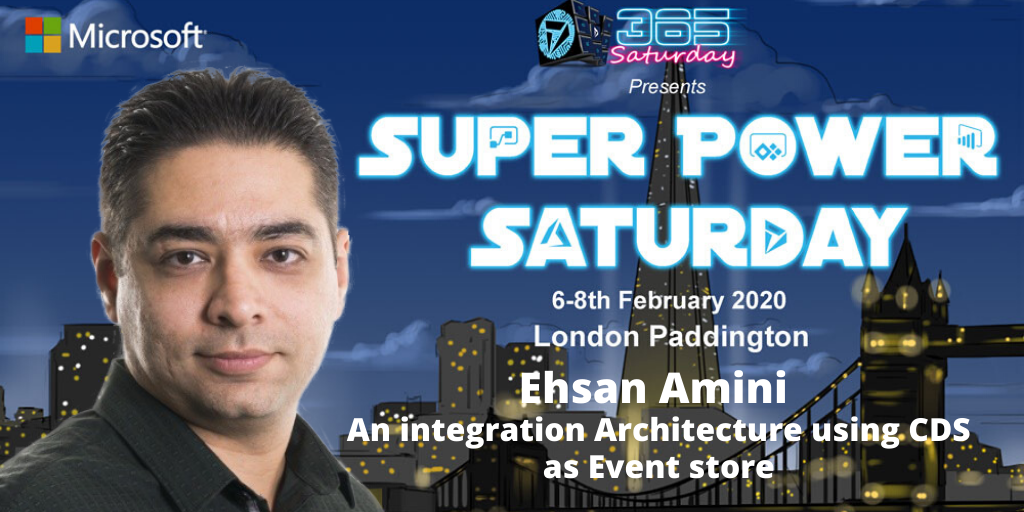 Microsoft
365
Saturday
Presents
SUPER POWER
SATURDAY
6-8th February 2020
London Paddington
Ehsan Amini
An integration Architecture using CDS
as Event store